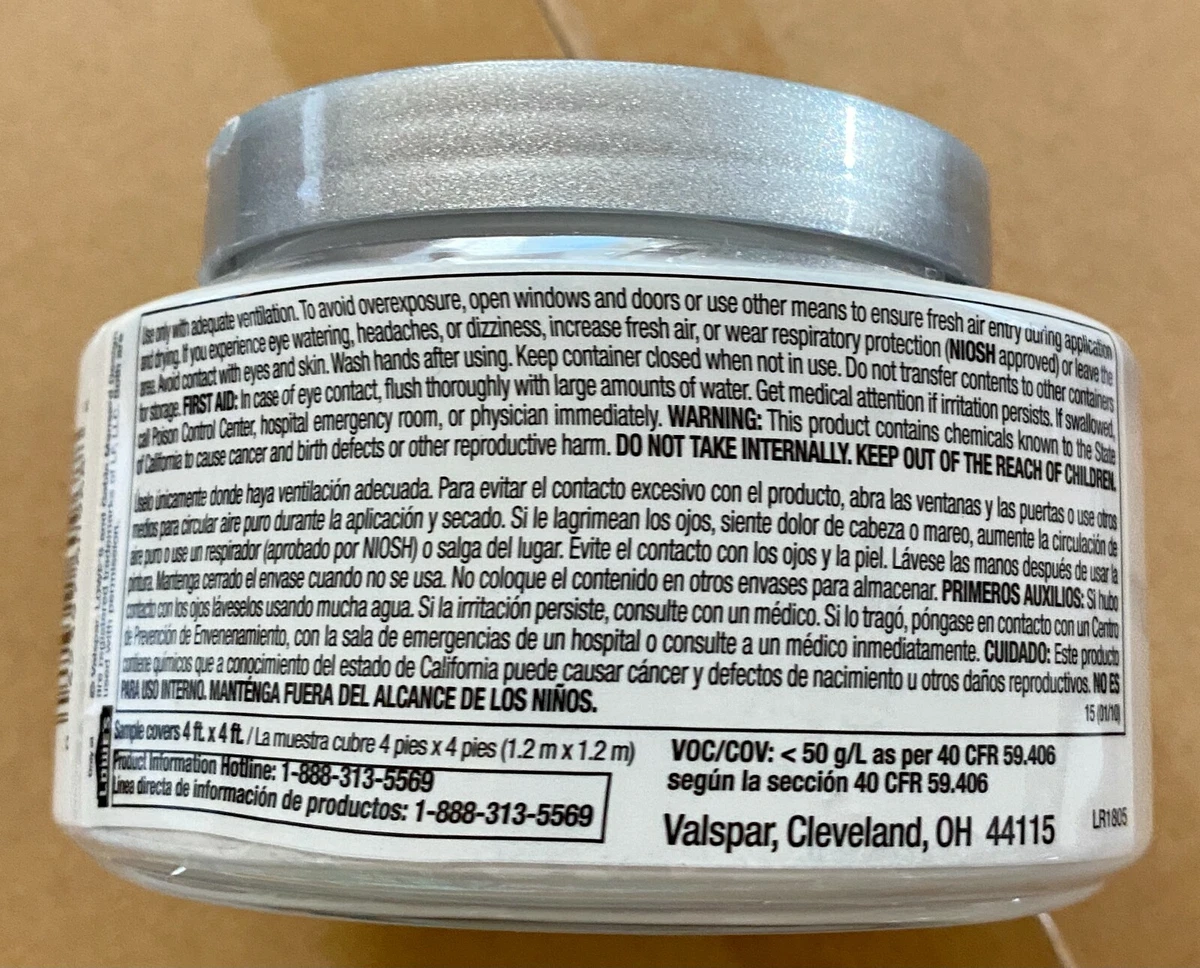 Use only with adequate ventilation. To avoid overexposure, open windows and doors or use other means to ensure fresh air entry during application
and drying. If you experience eye watering, headaches, or dizziness, increase fresh air, or wear respiratory protection (NIOSH approved) or leave the
area. Avoid contact with eyes and skin. Wash hands after using. Keep container closed when not in use. Do not transfer contents to other containers
for storage. FIRST AID: In case of eye contact, flush thoroughly with large amounts of water. Get medical attention if irritation persists. If swallowed,
call Poison Control Center, hospital emergency room, or physician immediately. WARNING: This product contains chemicals known to the State
of California to cause cancer and birth defects or other reproductive harm. DO NOT TAKE INTERNALLY. KEEP OUT OF THE REACH OF CHILDREN.
Uselo únicamente donde haya ventilación adecuada. Para evitar el contacto excesivo con el producto, abra las ventanas y las puertas o use otros
medios para circular aire puro durante la aplicación y secado. Si le lagrimean los ojos, siente dolor de cabeza o mareo, aumente la circulación de
aire puro o use un respirador (aprobado por NIOSH) o salga del lugar. Evite el contacto con los ojos y la piel. Lávese las manos después de usar la
pintura. Mantenga cerrado el envase cuando no se usa. No coloque el contenido en otros envases para almacenar. PRIMEROS AUXILIOS: Si hubo
contacto con los ojos láveselos usando mucha agua. Si la irritación persiste, consulte con un médico. Si lo tragó, póngase en contacto con un Centro
de Prevención de Envenenamiento, con la sala de emergencias de un hospital o consulte a un médico inmediatamente. CUIDADO: Este producto
contiene químicos que a conocimiento del estado de California puede causar cáncer y defectos de nacimiento u otros daños reproductivos. NO ES
PARA USO INTERNO. MANTÉNGA FUERA DEL ALCANCE DE LOS NIÑOS.
15 (01/10)
Sample covers 4 ft. x 4 ft. / La muestra cubre 4 pies x 4 pies (1.2 m x 1.2 m)
Product Information Hotline: 1-888-313-5569
Línea directa de información de productos: 1-888-313-5569
VOC/COV: < 50 g/L as per 40 CFR 59.406
según la sección 40 CFR 59.406
Valspar, Cleveland, OH 44115
LR1805
are registered trademarks of LF, LLC.
used with permission.